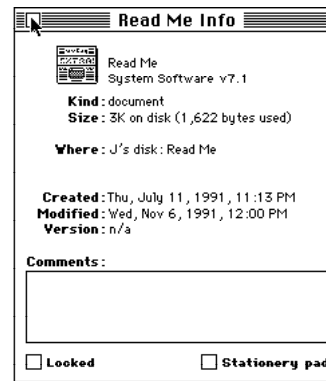 Read Me Info
EXTRA!
Read Me
System Software v7.1
Kind: document
Size: 3K on disk (1,622 bytes used)
Where: J's disk: Read Me
Created: Thu, July 11, 1991, 11:13 PM
Modified: Wed, Nov 6, 1991, 12:00 PM
Version: n/a
Comments:
Locked Stationery pad